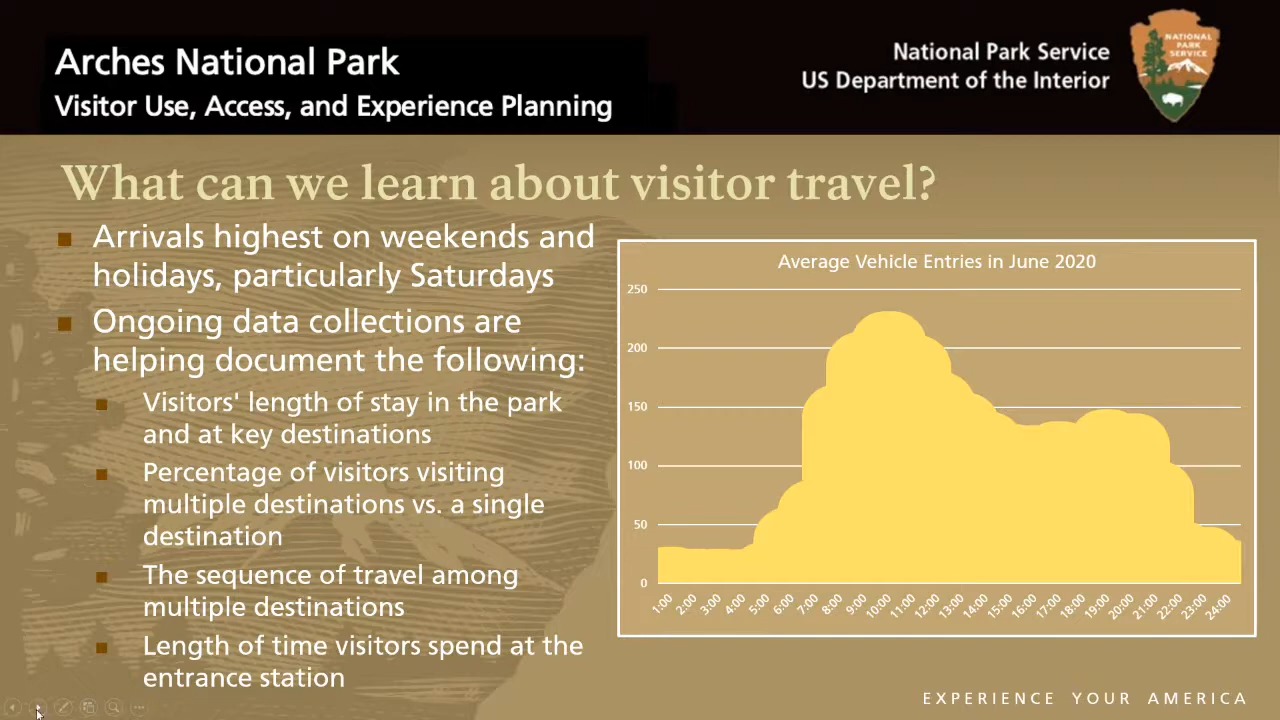 Arches National Park
Visitor Use, Access, and Experience Planning
National Park Service
US Department of the Interior
NATIONAL
PARK
SERVICE
What can we learn about visitor travel?
Arrivals highest on weekends and
holidays, particularly Saturdays
Ongoing data collections are
helping document the following:
Visitors' length of stay in the park
and at key destinations
Percentage of visitors visiting
multiple destinations vs. a single
destination
The sequence of travel among
multiple destinations
Length of time visitors spend at the
entrance station
Average Vehicle Entries in June 2020
250
200
150
100
50
0
1:00 2:00 3:00 4:00 5:00 6:00 7:00 8:00 9:00 10:00 11:00 12:00 13:00 14:00 15:00 16:00 17:00 18:00 19:00 20:00 21:00 22:00 23:00 24:00
EXPERIENCE YOUR AMERICA